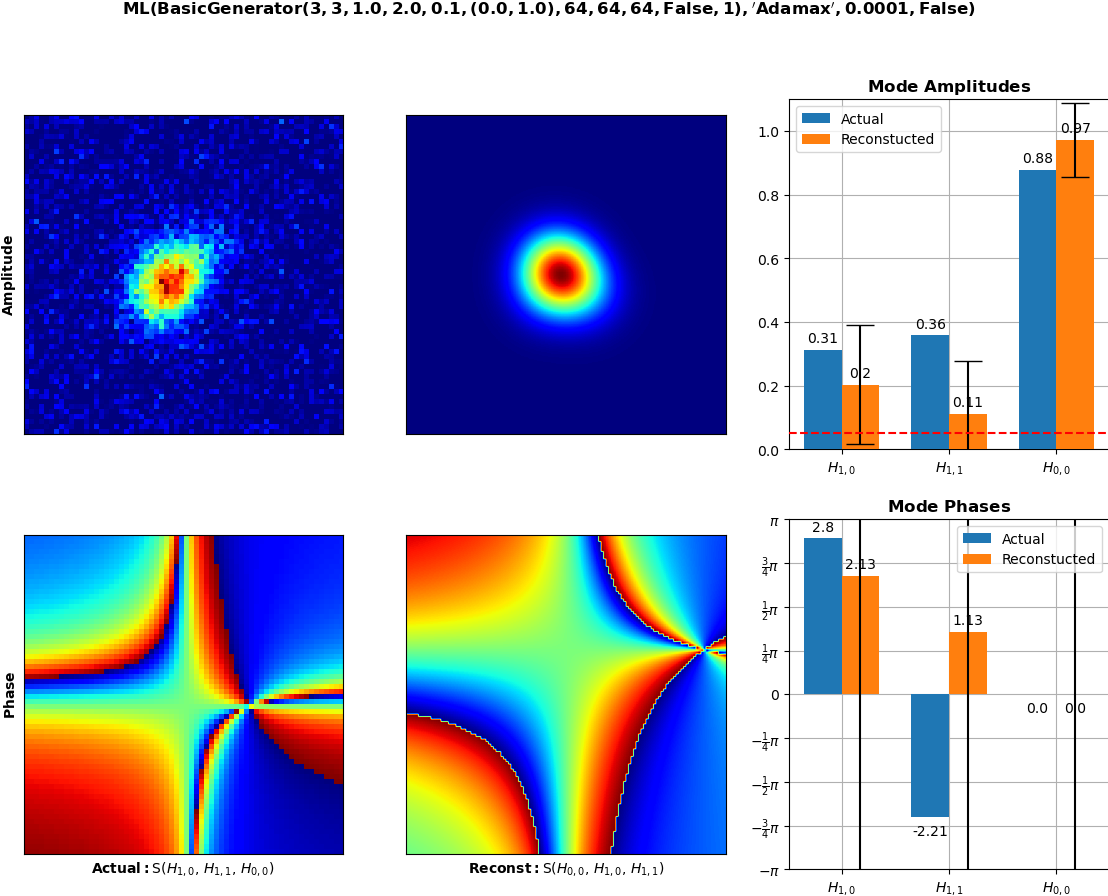 ML(BasicGenerator(3, 3, 1.0, 2.0, 0.1, (0.0, 1.0), 64, 64, 64, False, 1), ′Adamax′, 0.0001, False)
Amplitude
Mode Amplitudes
Actual
Reconstucted
1.0
0.8
0.6
0.4
0.2
0.0
0.31
0.2
0.36
0.11
0.88
0.97
H1,0
H1,1
H0,0
Phase
Actual: S(H1,0, H1,1, H0,0)
Reconst: S(H0,0, H1,0, H1,1)
Mode Phases
Actual
Reconstucted
π
3/4π
1/2π
1/4π
0
−1/4π
−1/2π
−3/4π
−π
2.8
2.13
-2.21
1.13
0.0
0.0
H1,0
H1,1
H0,0